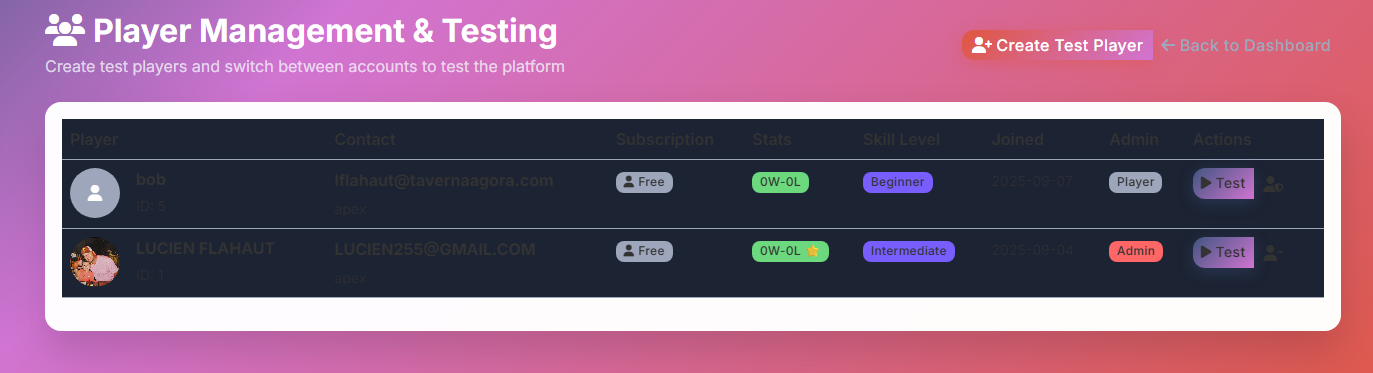 Player Management & Testing
Create Test Player
← Back to Dashboard
Create test players and switch between accounts to test the platform
Player Contact Subscription Stats Skill Level Joined Admin Actions
bob lflahaut@tavernaagora.com Free 0W-0L Beginner 2025-09-07 Player Test
ID: 5 apex
LUCIEN FLAHAUT LUCIEN255@GMAIL.COM Free 0W-0L ⭐ Intermediate 2025-09-04 Admin Test
ID: 1 apex